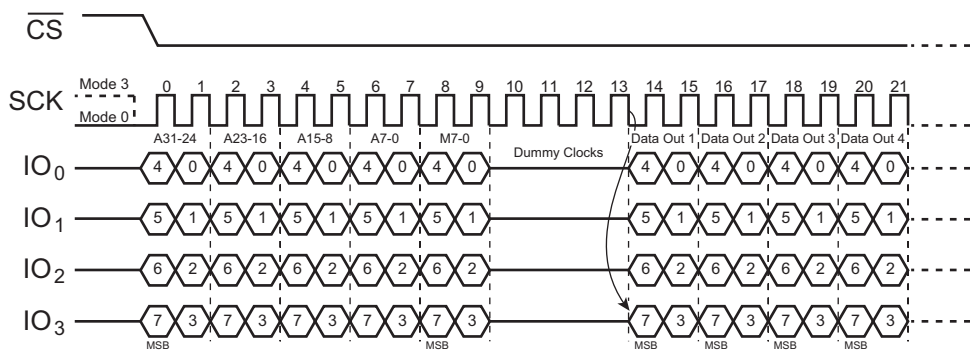 CS
Mode 3
0 1 2 3 4 5 6 7 8 9 10 11 12 13 14 15 16 17 18 19 20 21
SCK
Mode 0
A31-24 A23-16 A15-8 A7-0 M7-0 Dummy Clocks Data Out 1 Data Out 2 Data Out 3 Data Out 4
IO0 4 0 4 0 4 0 4 0 4 0 4 0 4 0 4 0 4 0
IO1 5 1 5 1 5 1 5 1 5 1 5 1 5 1 5 1 5 1
IO2 6 2 6 2 6 2 6 2 6 2 6 2 6 2 6 2 6 2
IO3 7 3 7 3 7 3 7 3 7 3 7 3 7 3 7 3 7 3
MSB MSB MSB MSB MSB MSB